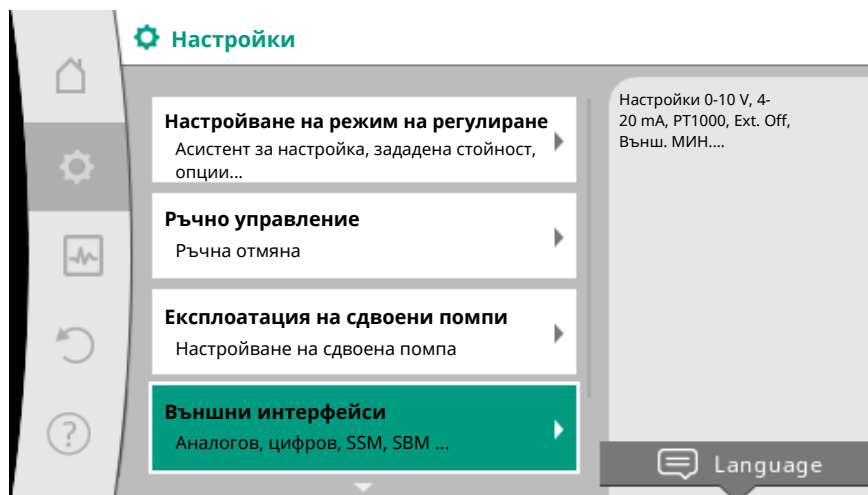 Настройки
Настройване на режим на регулиране
Асистент за настройка, зададена стойност,
опции...
Ръчно управление
Ръчна отмяна
Експлоатация на сдвоени помпи
Настройване на сдвоена помпа
Външни интерфейси
Аналогов, цифров, SSM, SBM ...
Настройки 0-10 V, 4-
20 mA, PT1000, Ext. Off,
Външ. МИН....
Language